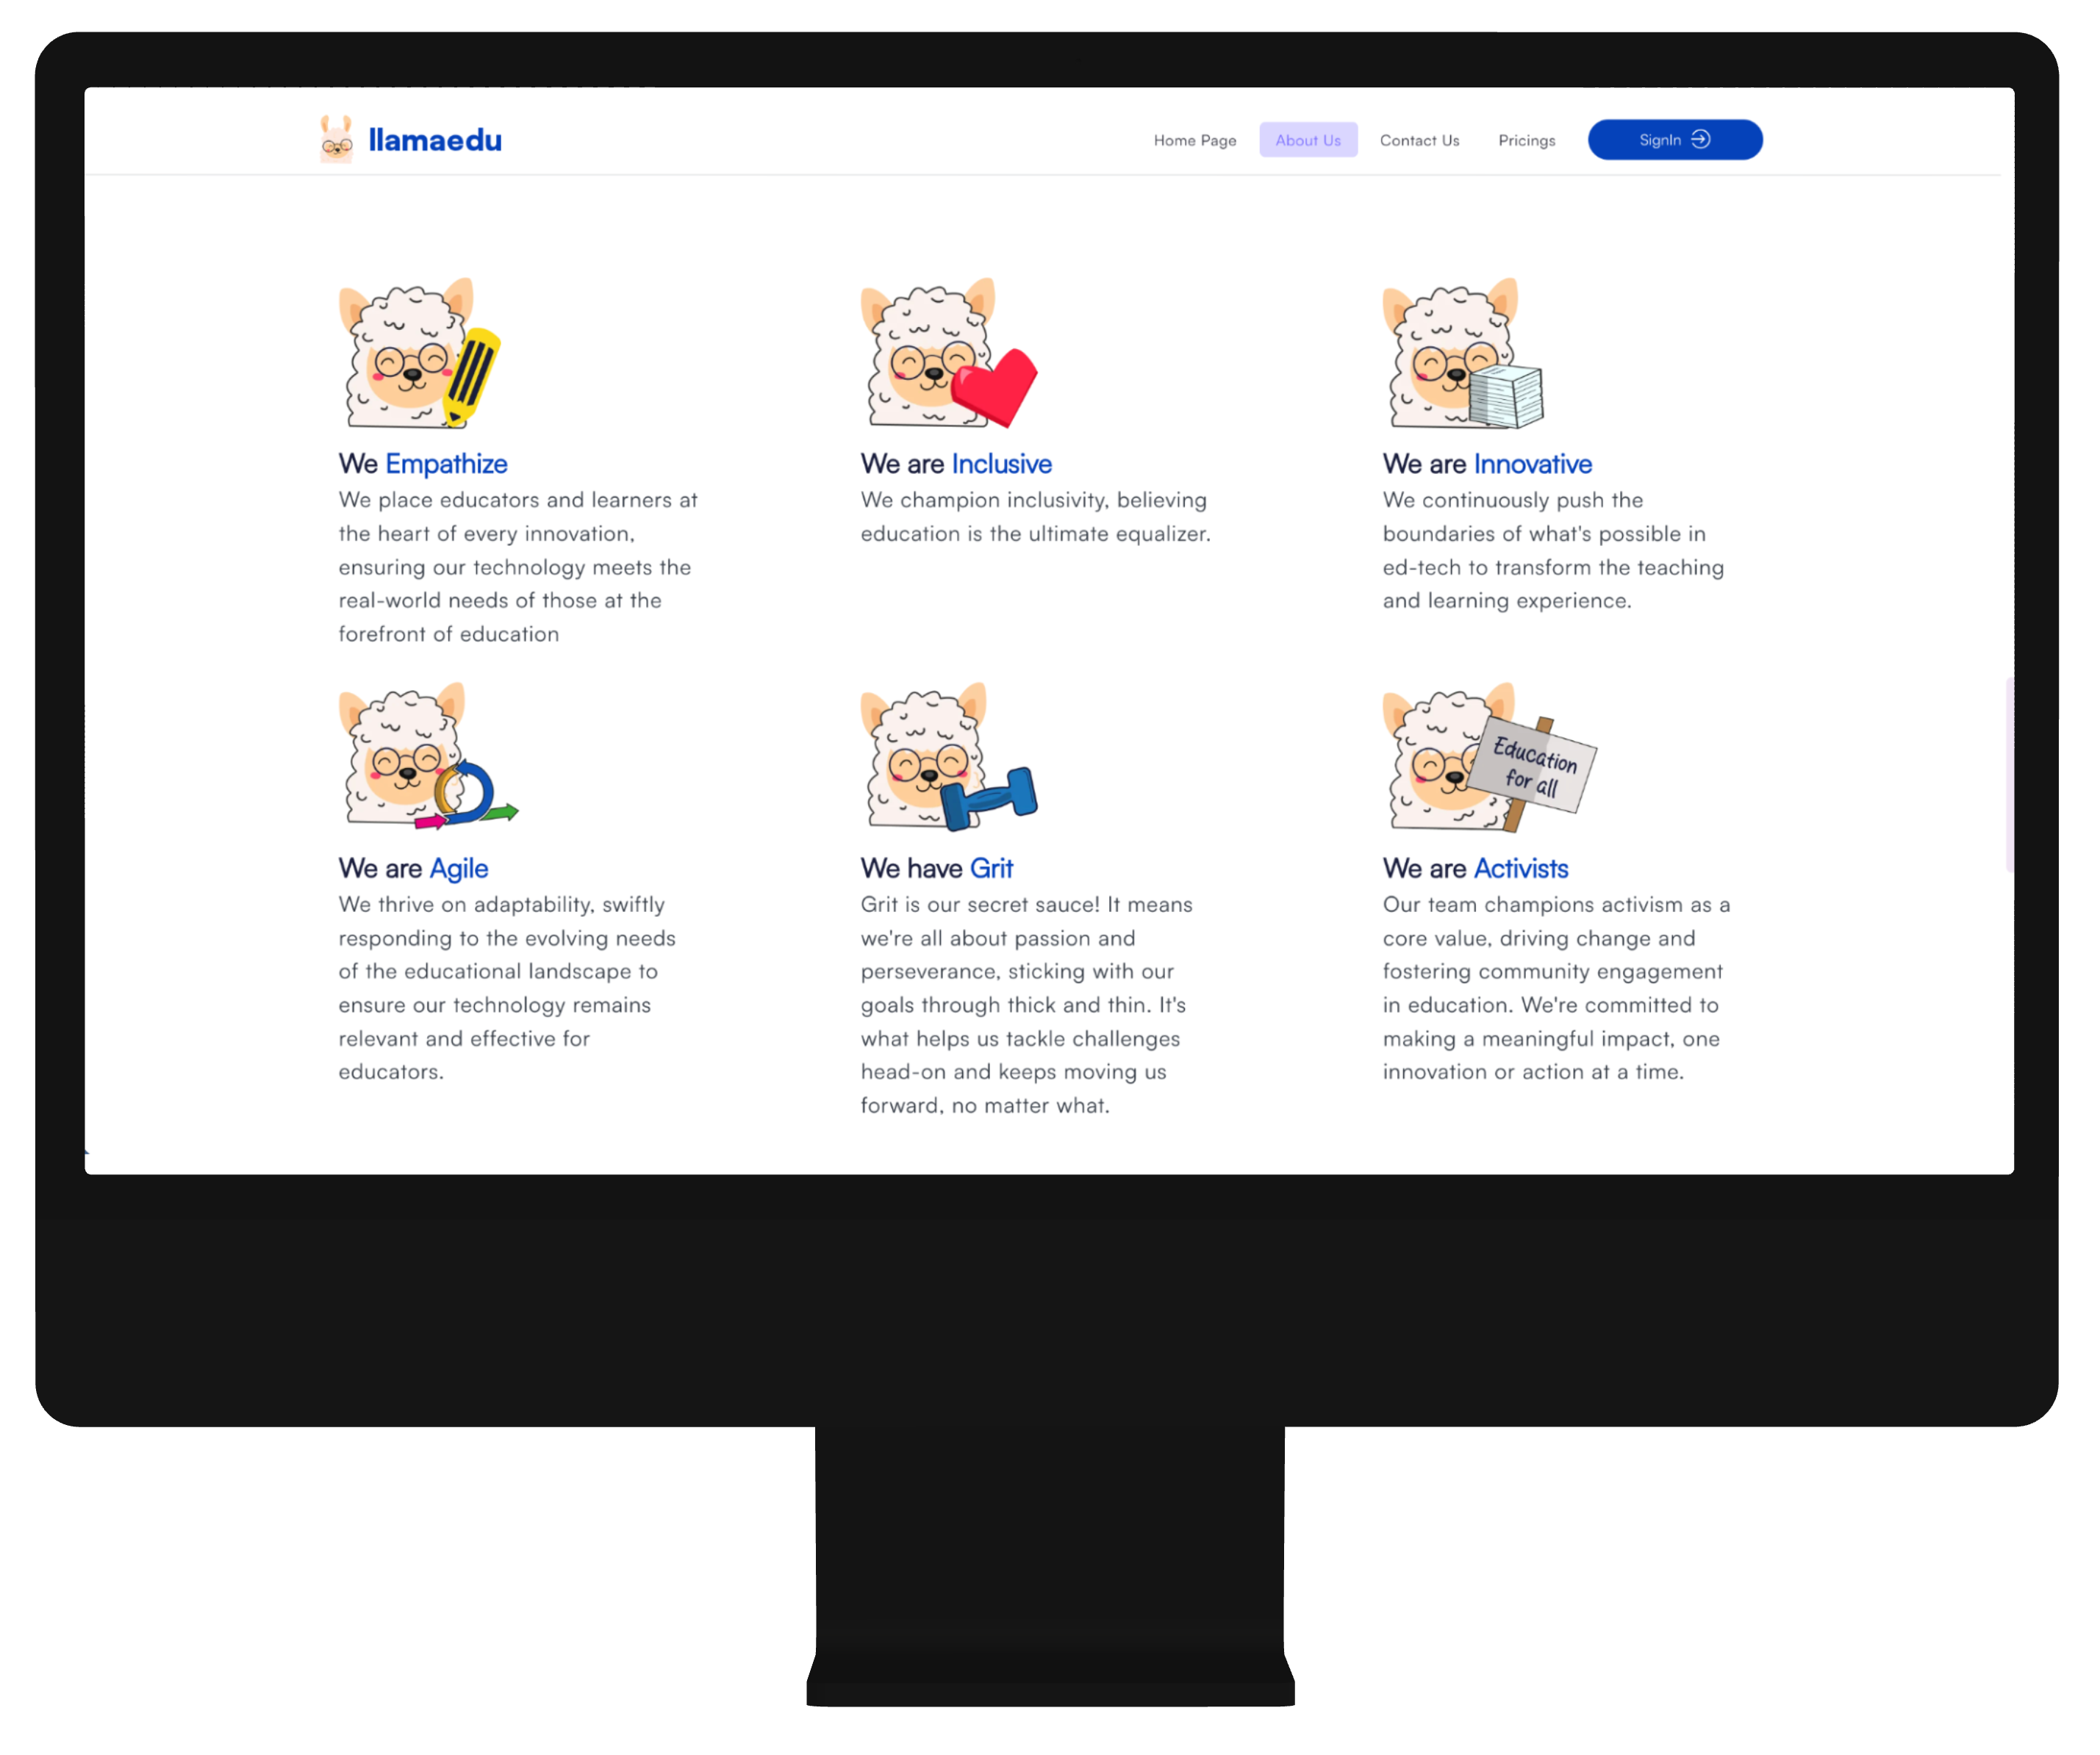 llamaedu
Home Page About Us Contact Us Pricings SignIn
We Empathize
We place educators and learners at
the heart of every innovation,
ensuring our technology meets the
real-world needs of those at the
forefront of education
We are Inclusive
We champion inclusivity, believing
education is the ultimate equalizer.
We are Innovative
We continuously push the
boundaries of what's possible in
ed-tech to transform the teaching
and learning experience.
We are Agile
We thrive on adaptability, swiftly
responding to the evolving needs
of the educational landscape to
ensure our technology remains
relevant and effective for
educators.
We have Grit
Grit is our secret sauce! It means
we're all about passion and
perseverance, sticking with our
goals through thick and thin. It's
what helps us tackle challenges
head-on and keeps moving us
forward, no matter what.
Education
for all
We are Activists
Our team champions activism as a
core value, driving change and
fostering community engagement
in education. We're committed to
making a meaningful impact, one
innovation or action at a time.